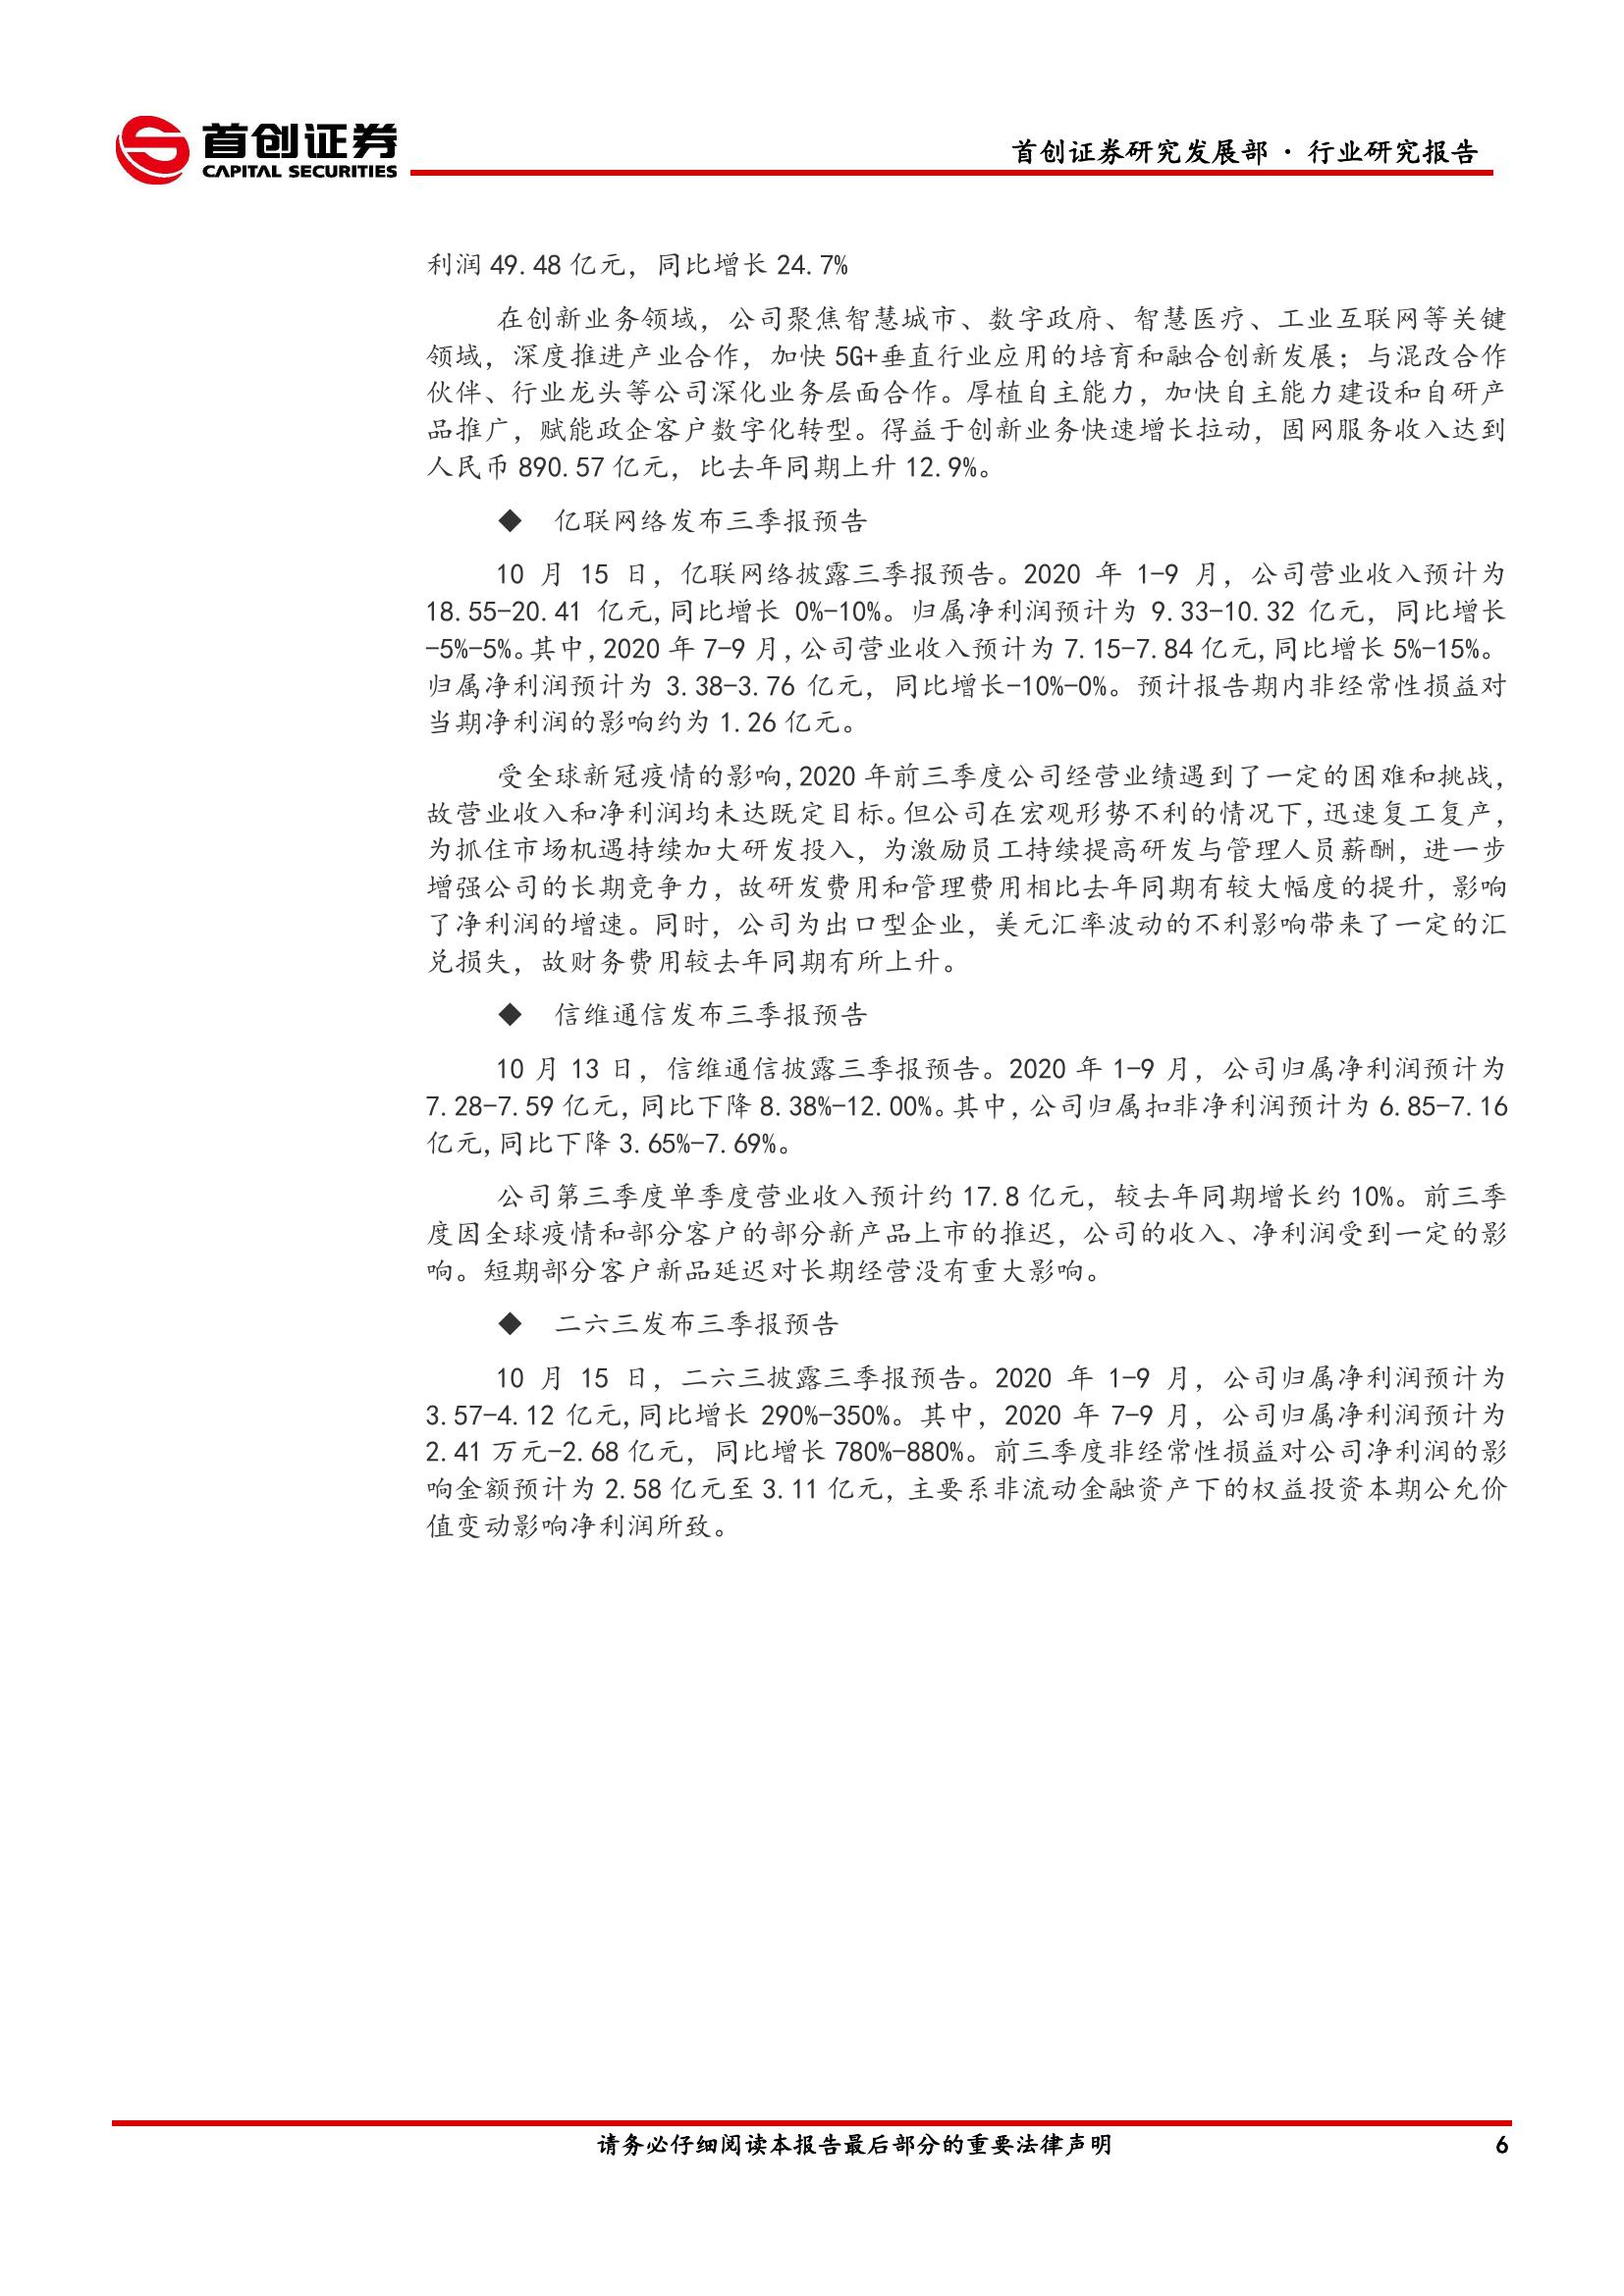 首创证券
CAPITAL SECURITIES
首创证券研究发展部 · 行业研究报告
利润 49.48 亿元，同比增长 24.7%
在创新业务领域，公司聚焦智慧城市、数字政府、智慧医疗、工业互联网等关键
领域，深度推进产业合作，加快 5G+垂直行业应用的培育和融合创新发展；与混改合作
伙伴、行业龙头等公司深化业务层面合作。厚植自主能力，加快自主能力建设和自研产
品推广，赋能政企客户数字化转型。得益于创新业务快速增长拉动，固网服务收入达到
人民币 890.57 亿元，比去年同期上升 12.9%。
◆ 亿联网络发布三季报预告
10 月 15 日，亿联网络披露三季报预告。2020 年 1-9 月，公司营业收入预计为
18.55-20.41 亿元,同比增长 0%-10%。归属净利润预计为 9.33-10.32 亿元，同比增长
-5%-5%。其中,2020 年 7-9 月,公司营业收入预计为 7.15-7.84 亿元,同比增长 5%-15%。
归属净利润预计为 3.38-3.76 亿元，同比增长-10%-0%。预计报告期内非经常性损益对
当期净利润的影响约为 1.26 亿元。
受全球新冠疫情的影响,2020 年前三季度公司经营业绩遇到了一定的困难和挑战,
故营业收入和净利润均未达既定目标。但公司在宏观形势不利的情况下,迅速复工复产,
为抓住市场机遇持续加大研发投入，为激励员工持续提高研发与管理人员薪酬，进一步
增强公司的长期竞争力，故研发费用和管理费用相比去年同期有较大幅度的提升，影响
了净利润的增速。同时，公司为出口型企业，美元汇率波动的不利影响带来了一定的汇
兑损失，故财务费用较去年同期有所上升。
◆ 信维通信发布三季报预告
10 月 13 日，信维通信披露三季报预告。2020 年 1-9 月，公司归属净利润预计为
7.28-7.59 亿元,同比下降 8.38%-12.00%。其中,公司归属扣非净利润预计为 6.85-7.16
亿元,同比下降 3.65%-7.69%。
公司第三季度单季度营业收入预计约 17.8 亿元，较去年同期增长约 10%。前三季
度因全球疫情和部分客户的部分新产品上市的推迟，公司的收入、净利润受到一定的影
响。短期部分客户新品延迟对长期经营没有重大影响。
◆ 二六三发布三季报预告
10 月 15 日，二六三披露三季报预告。2020 年 1-9 月，公司归属净利润预计为
3.57-4.12 亿元,同比增长 290%-350%。其中，2020 年 7-9 月，公司归属净利润预计为
2.41 万元-2.68 亿元，同比增长 780%-880%。前三季度非经常性损益对公司净利润的影
响金额预计为 2.58 亿元至 3.11 亿元,主要系非流动金融资产下的权益投资本期公允价
值变动影响净利润所致。
请务必仔细阅读本报告最后部分的重要法律声明
6